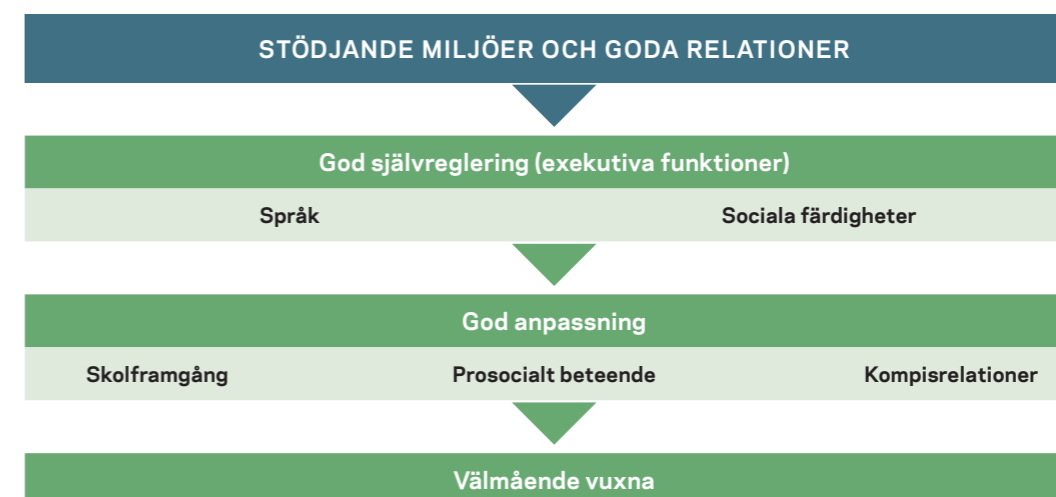 STÖDJANDE MILJÖER OCH GODA RELATIONER
God självreglering (exekutiva funktioner)
Språk Sociala färdigheter
God anpassning
Skolframgång Prosocialt beteende Kompisrelationer
Välmående vuxna